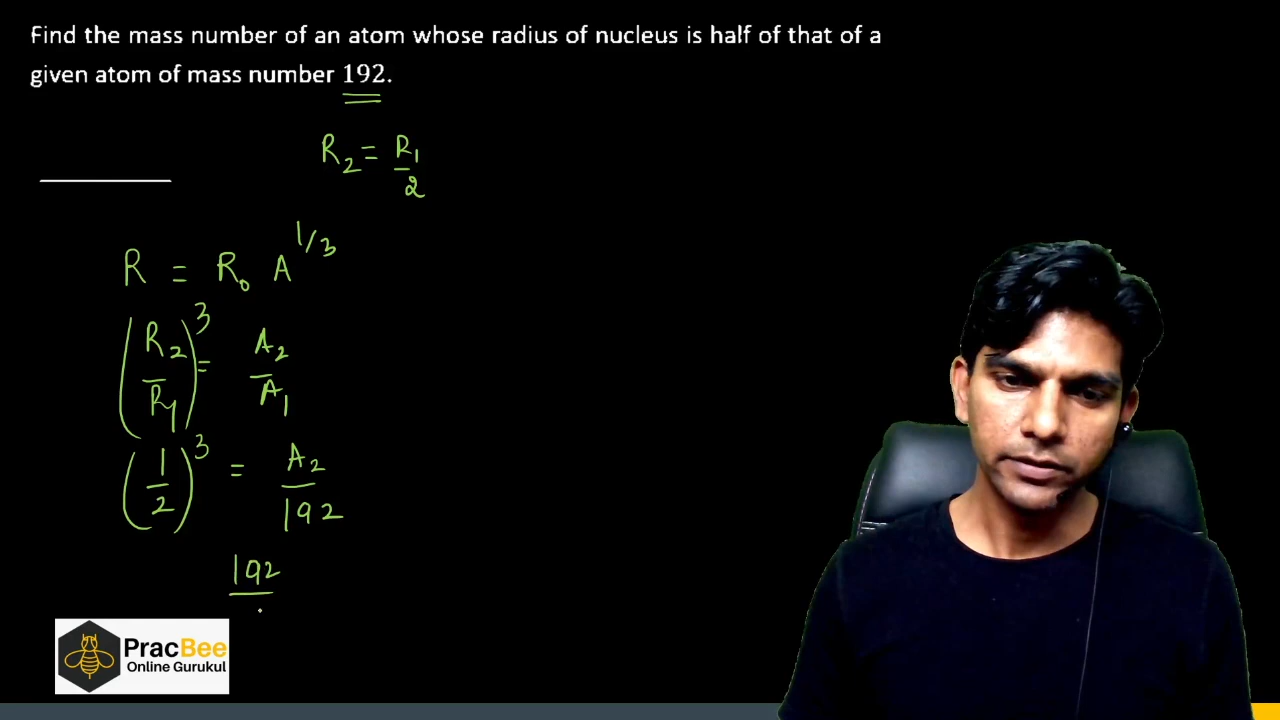 Find the mass number of an atom whose radius of nucleus is half of that of a
given atom of mass number 192.
R₂ = R₁/2
R = R₀ A^1/3
(R₂/R₁)³ = A₂/A₁
(1/2)³ = A₂/192
192
PracBee
Online Gurukul